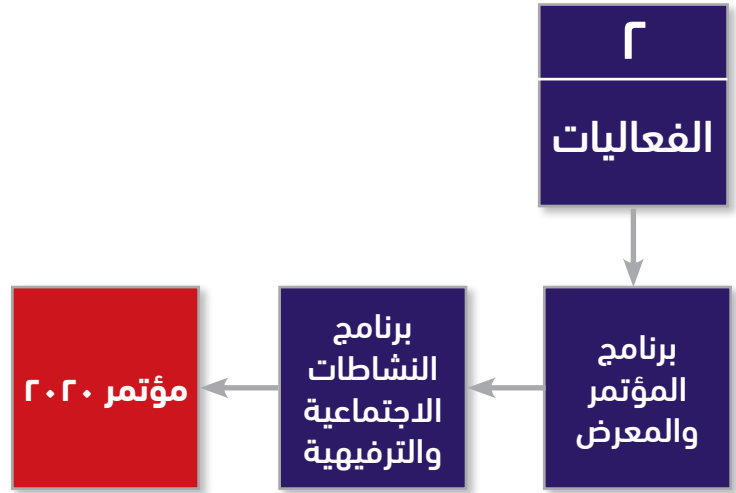 ٢
الفعاليات
برنامج
المؤتمر
والمعرض
برنامج
النشاطات
الاجتماعية
والترفيهية
مؤتمر ٢٠٢٠